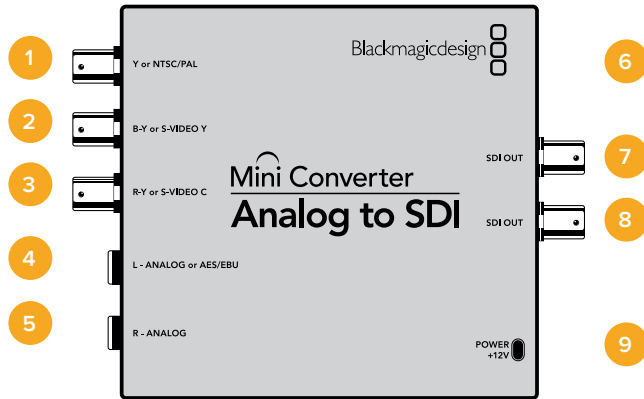 1
Y or NTSC/PAL
Blackmagicdesign
6
2
B-Y or S-VIDEO Y
SDI OUT
7
3
R-Y or S-VIDEO C
Mini Converter
Analog to SDI
SDI OUT
8
4
L - ANALOG or AES/EBU
5
R - ANALOG
POWER
+12V
9